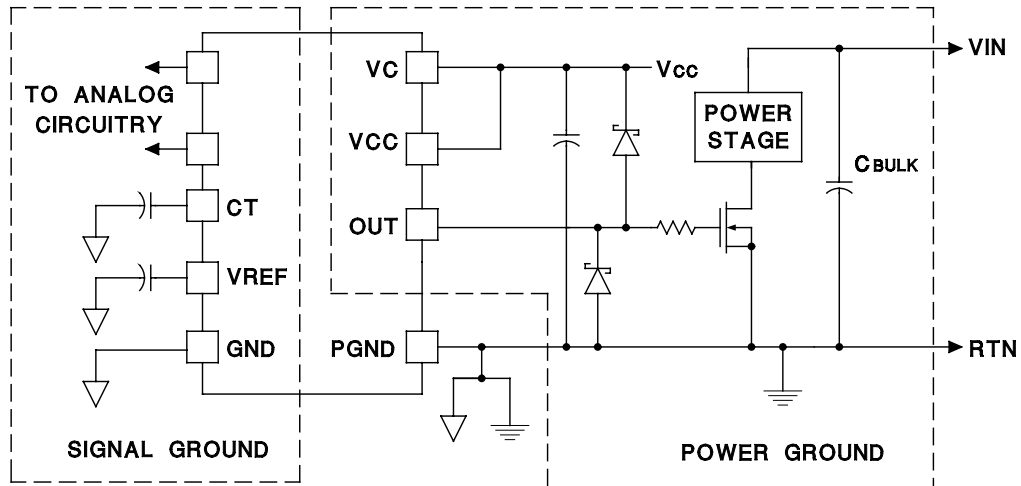 VIN
VC
Vcc
TO ANALOG
CIRCUITRY
POWER
STAGE
VCC
CBULK
CT
OUT
VREF
GND
PGND
RTN
SIGNAL GROUND
POWER GROUND